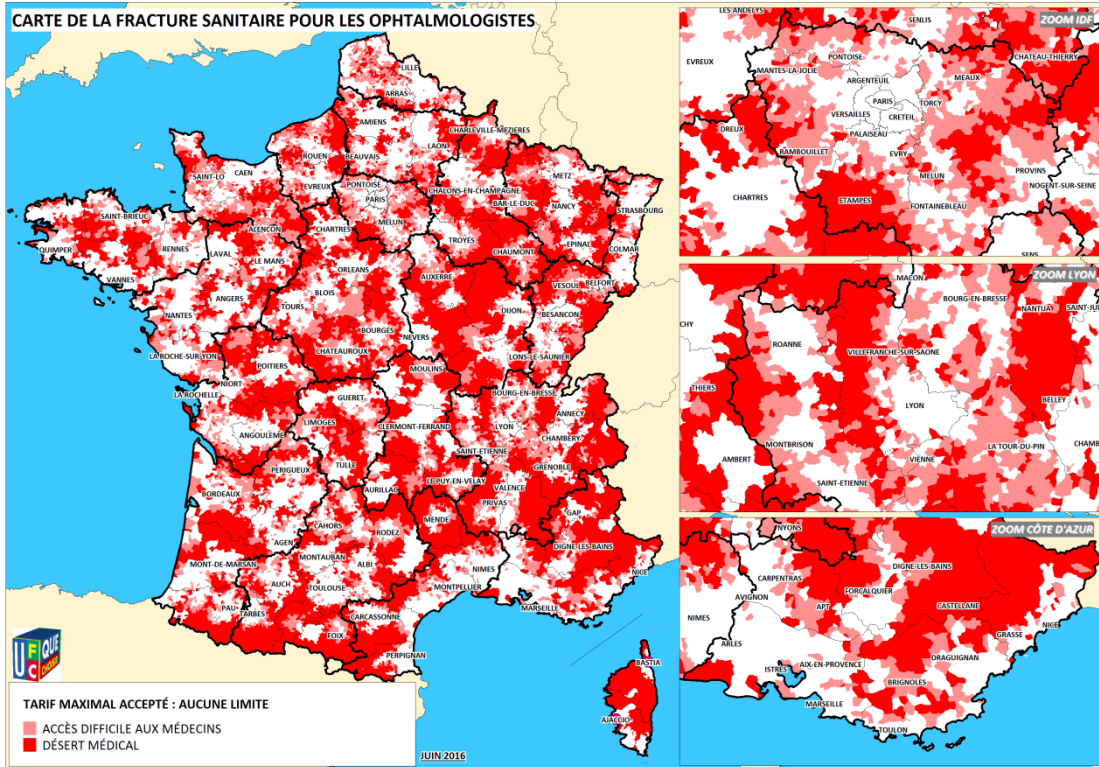 CARTE DE LA FRACTURE SANITAIRE POUR LES OPHTALMOLOGISTES
LILLE
ARRAS
AMIENS
CHARLEVILLE-MEZIERES
LAON
ROUEN
BEAUVAIS
SAINT-LO
CAEN
EVREUX
PONTOISE
PARIS
MELUN
CHALONS-EN-CHAMPAGNE
BAR-LE-DUC
METZ
NANCY
STRASBOURG
SAINT-BRIEUC
QUIMPER
RENNES
VANNES
ALENCON
CHARTRES
LAVAL
LE MANS
TROYES
CHAUMONT
EPINAL
COLMAR
ORLEANS
AUXERRE
VESOUL
BELFORT
ANGERS
NANTES
TOURS
BLOIS
DIJON
BESANCON
BOURGES
NEVERS
CHATEAUROUX
LONS-LE-SAUNIER
LA ROCHE-SUR YON
POITIERS
MOULINS
NIORT
LA ROCHELLE
GUERET
BOURG-EN-BRESSE
ANNECY
LIMOGES
CLERMONT-FERRAND
LYON
CHAMBERY
ANGOULEME
SAINT-ETIENNE
PERIGUEUX
TULLE
LE-PUY-EN-VELAY
GRENOBLE
AURILLAC
VALENCE
PRIVAS
BORDEAUX
CAHORS
MENDE
GAP
RODEZ
AGEN
MONTAUBAN
DIGNE-LES-BAINS
MONT-DE-MARSAN
ALBI
NIMES
AUCH
TOULOUSE
MONTPELLIER
NICE
PAU
TARBES
MARSEILLE
CARCASSONNE
FOIX
PERPIGNAN
BASTIA
AJACCIO
UFC
QUE
CHOISIR
TARIF MAXIMAL ACCEPTÉ : AUCUNE LIMITE
ACCÈS DIFFICILE AUX MÉDECINS
DÉSERT MÉDICAL
JUIN 2016
ZOOM IDF
LES ANDELYS
SENLIS
EVREUX
PONTOISE
CHATEAU-THIERRY
MANTES-LA-JOLIE
MEAUX
ARGENTEUIL
PARIS
TORCY
VERSAILLES
CRETEIL
DREUX
PALAISEAU
RAMBOUILLET
EVRY
MELUN
PROVINS
CHARTRES
ETAMPES
FONTAINEBLEAU
NOGENT-SUR-SEINE
SENS
ZOOM LYON
MACON
BOURG-EN-BRESSE
NANTUA
SAINT-JU
CHY
ROANNE
VILLEFRANCHE-SUR-SAONE
THIERS
LYON
BELLEY
MONTBRISON
LA TOUR-DU-PIN
CHAMB
AMBERT
VIENNE
SAINT-ETIENNE
ZOOM CÔTE D'AZUR
NYONS
DIGNE-LES-BAINS
CARPENTRAS
FORCALQUIER
AVIGNON
APT
CASTELLANE
NIMES
NICE
GRASSE
ARLES
DRAGUIGNAN
ISTRES
AIX-EN-PROVENCE
BRIGNOLES
MARSEILLE
TOULON